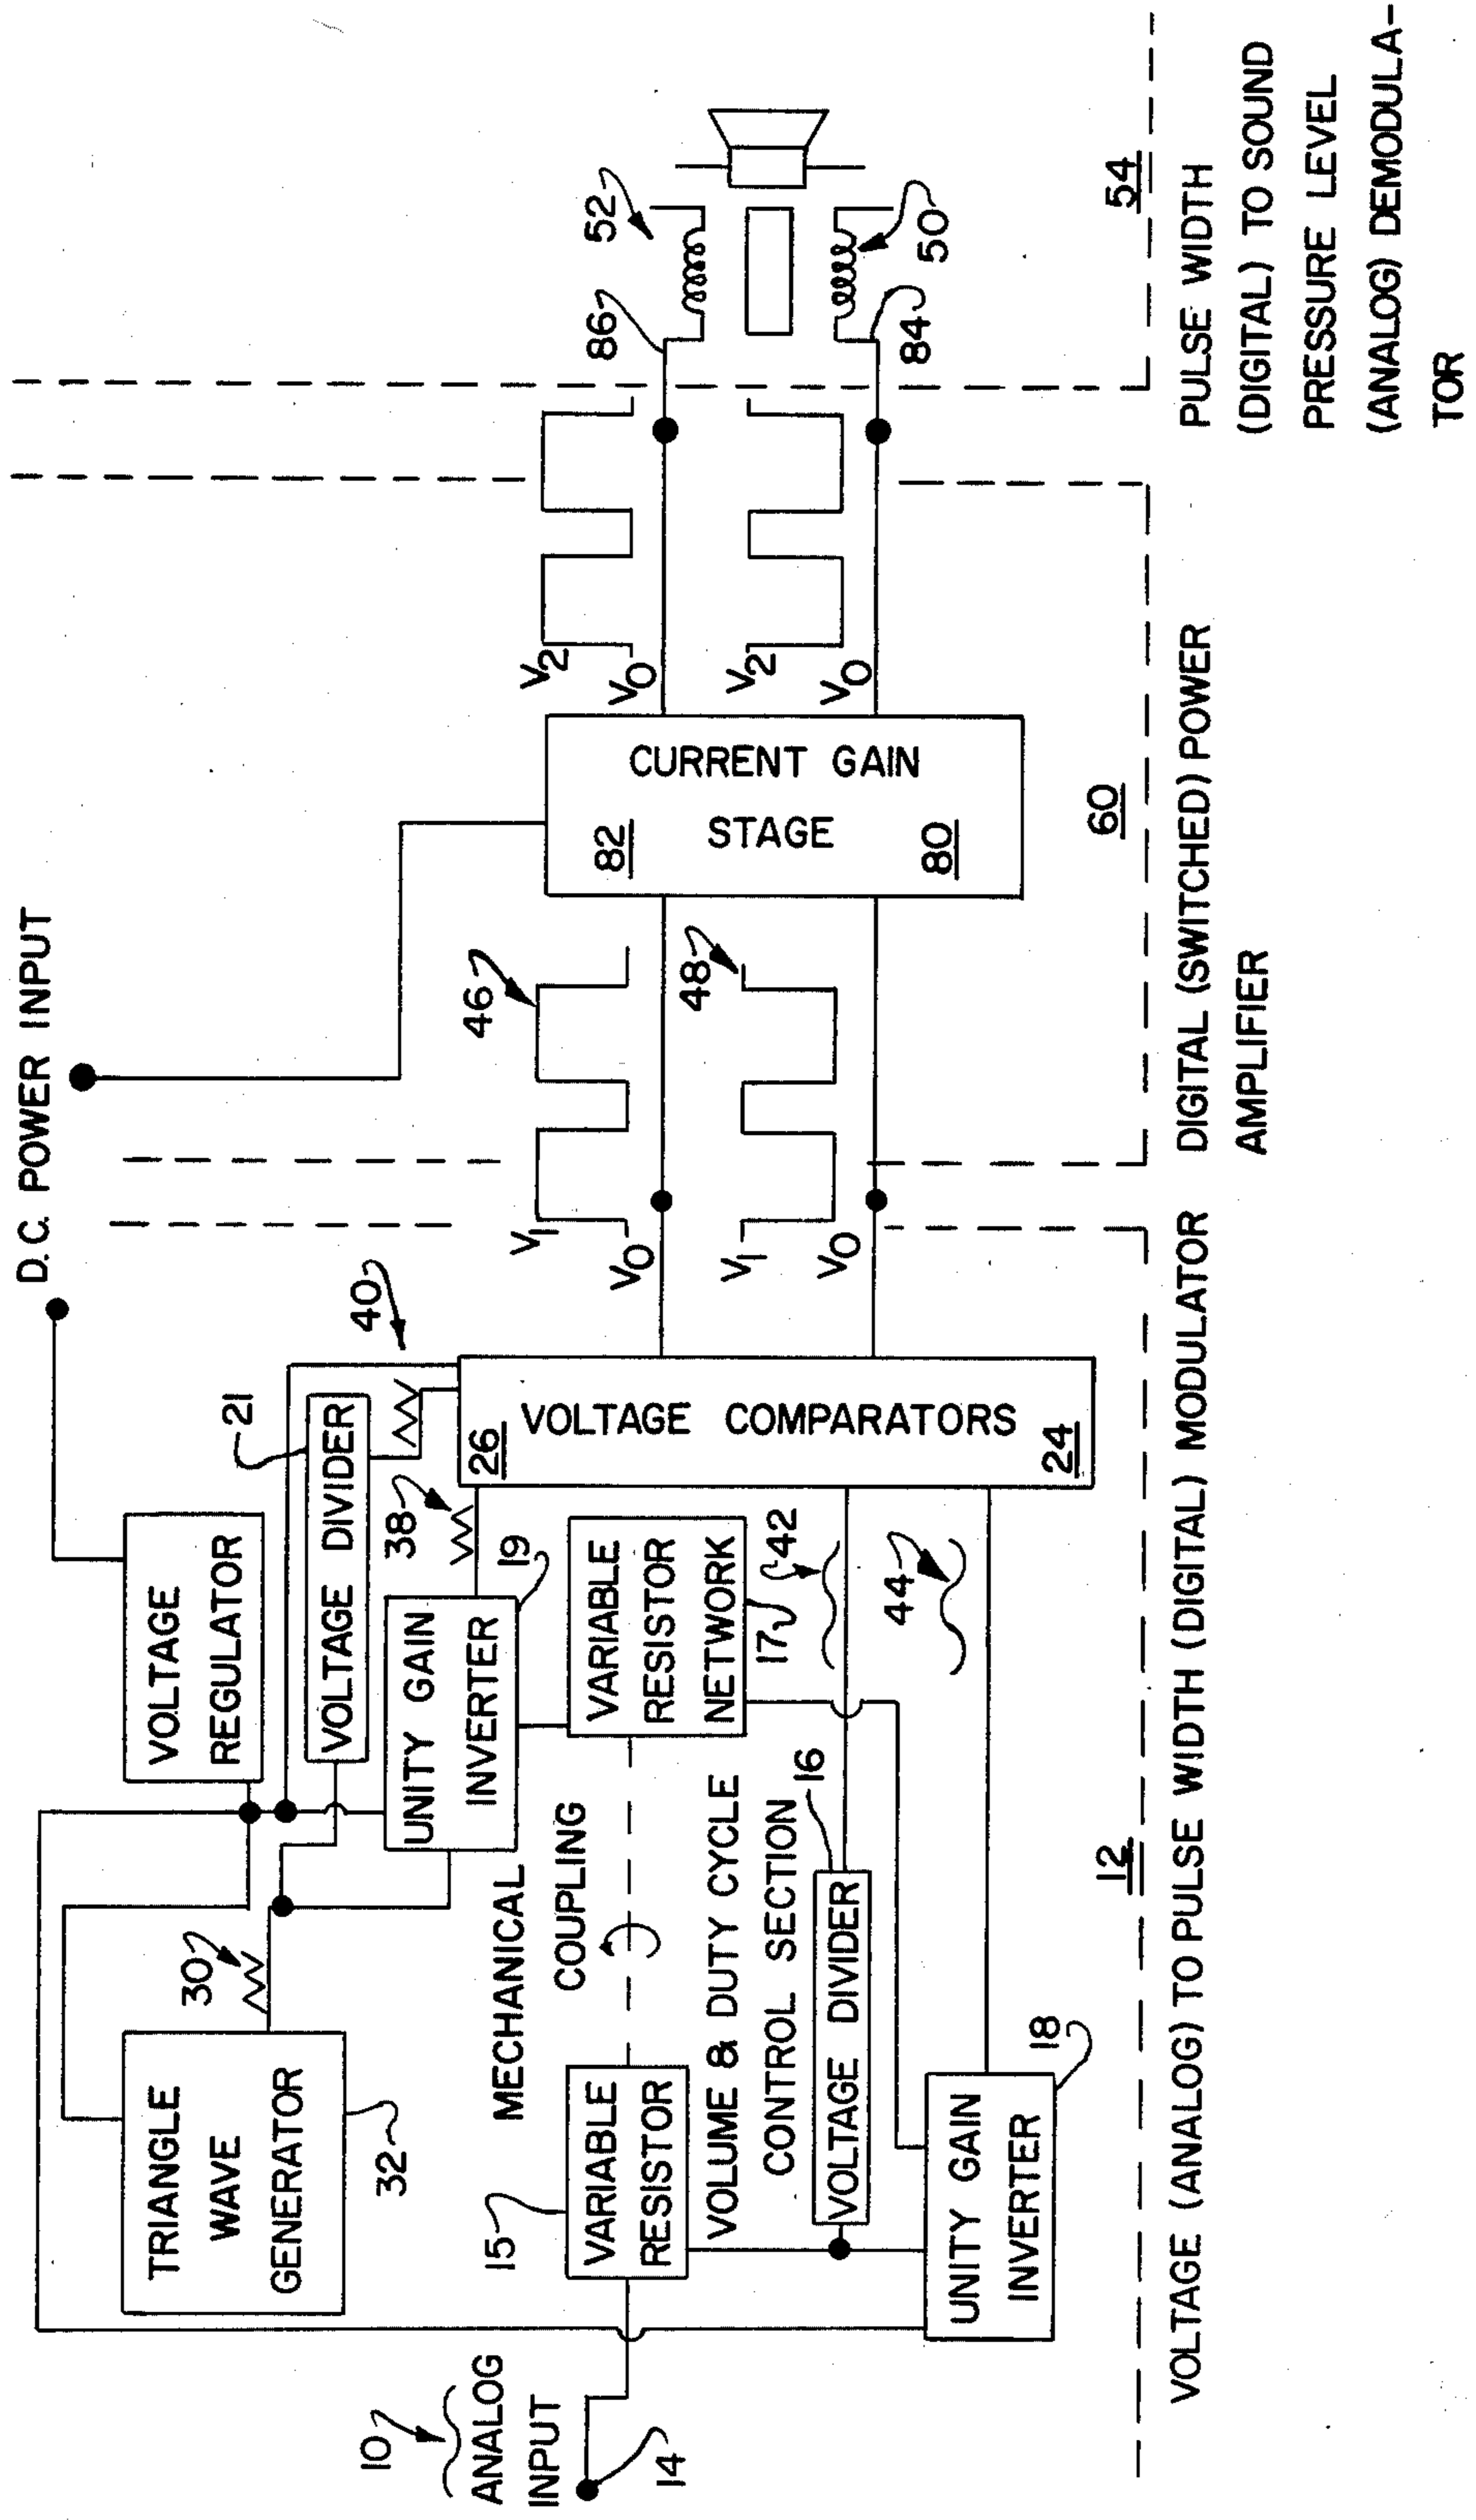 D.C. POWER INPUT
VOLTAGE
REGULATOR
21
VOLTAGE DIVIDER
40
TRIANGLE
WAVE
GENERATOR
32
30
UNITY GAIN
INVERTER
19
38
26
VOLTAGE COMPARATORS
24
10
ANALOG
INPUT
14
15
VARIABLE
RESISTOR
MECHANICAL
COUPLING
VARIABLE
RESISTOR
NETWORK
17
VOLUME & DUTY CYCLE
CONTROL SECTION
VOLTAGE DIVIDER
16
42
44
UNITY GAIN
INVERTER
18
12
VOLTAGE (ANALOG) TO PULSE WIDTH (DIGITAL) MODULATOR
V1
V0
46
V1
V0
48
CURRENT GAIN
STAGE
82
80
V2
V0
V2
V0
60
DIGITAL (SWITCHED) POWER
AMPLIFIER
86
52
84
50
54
PULSE WIDTH
(DIGITAL) TO SOUND
PRESSURE LEVEL
(ANALOG) DEMODULA-
TOR